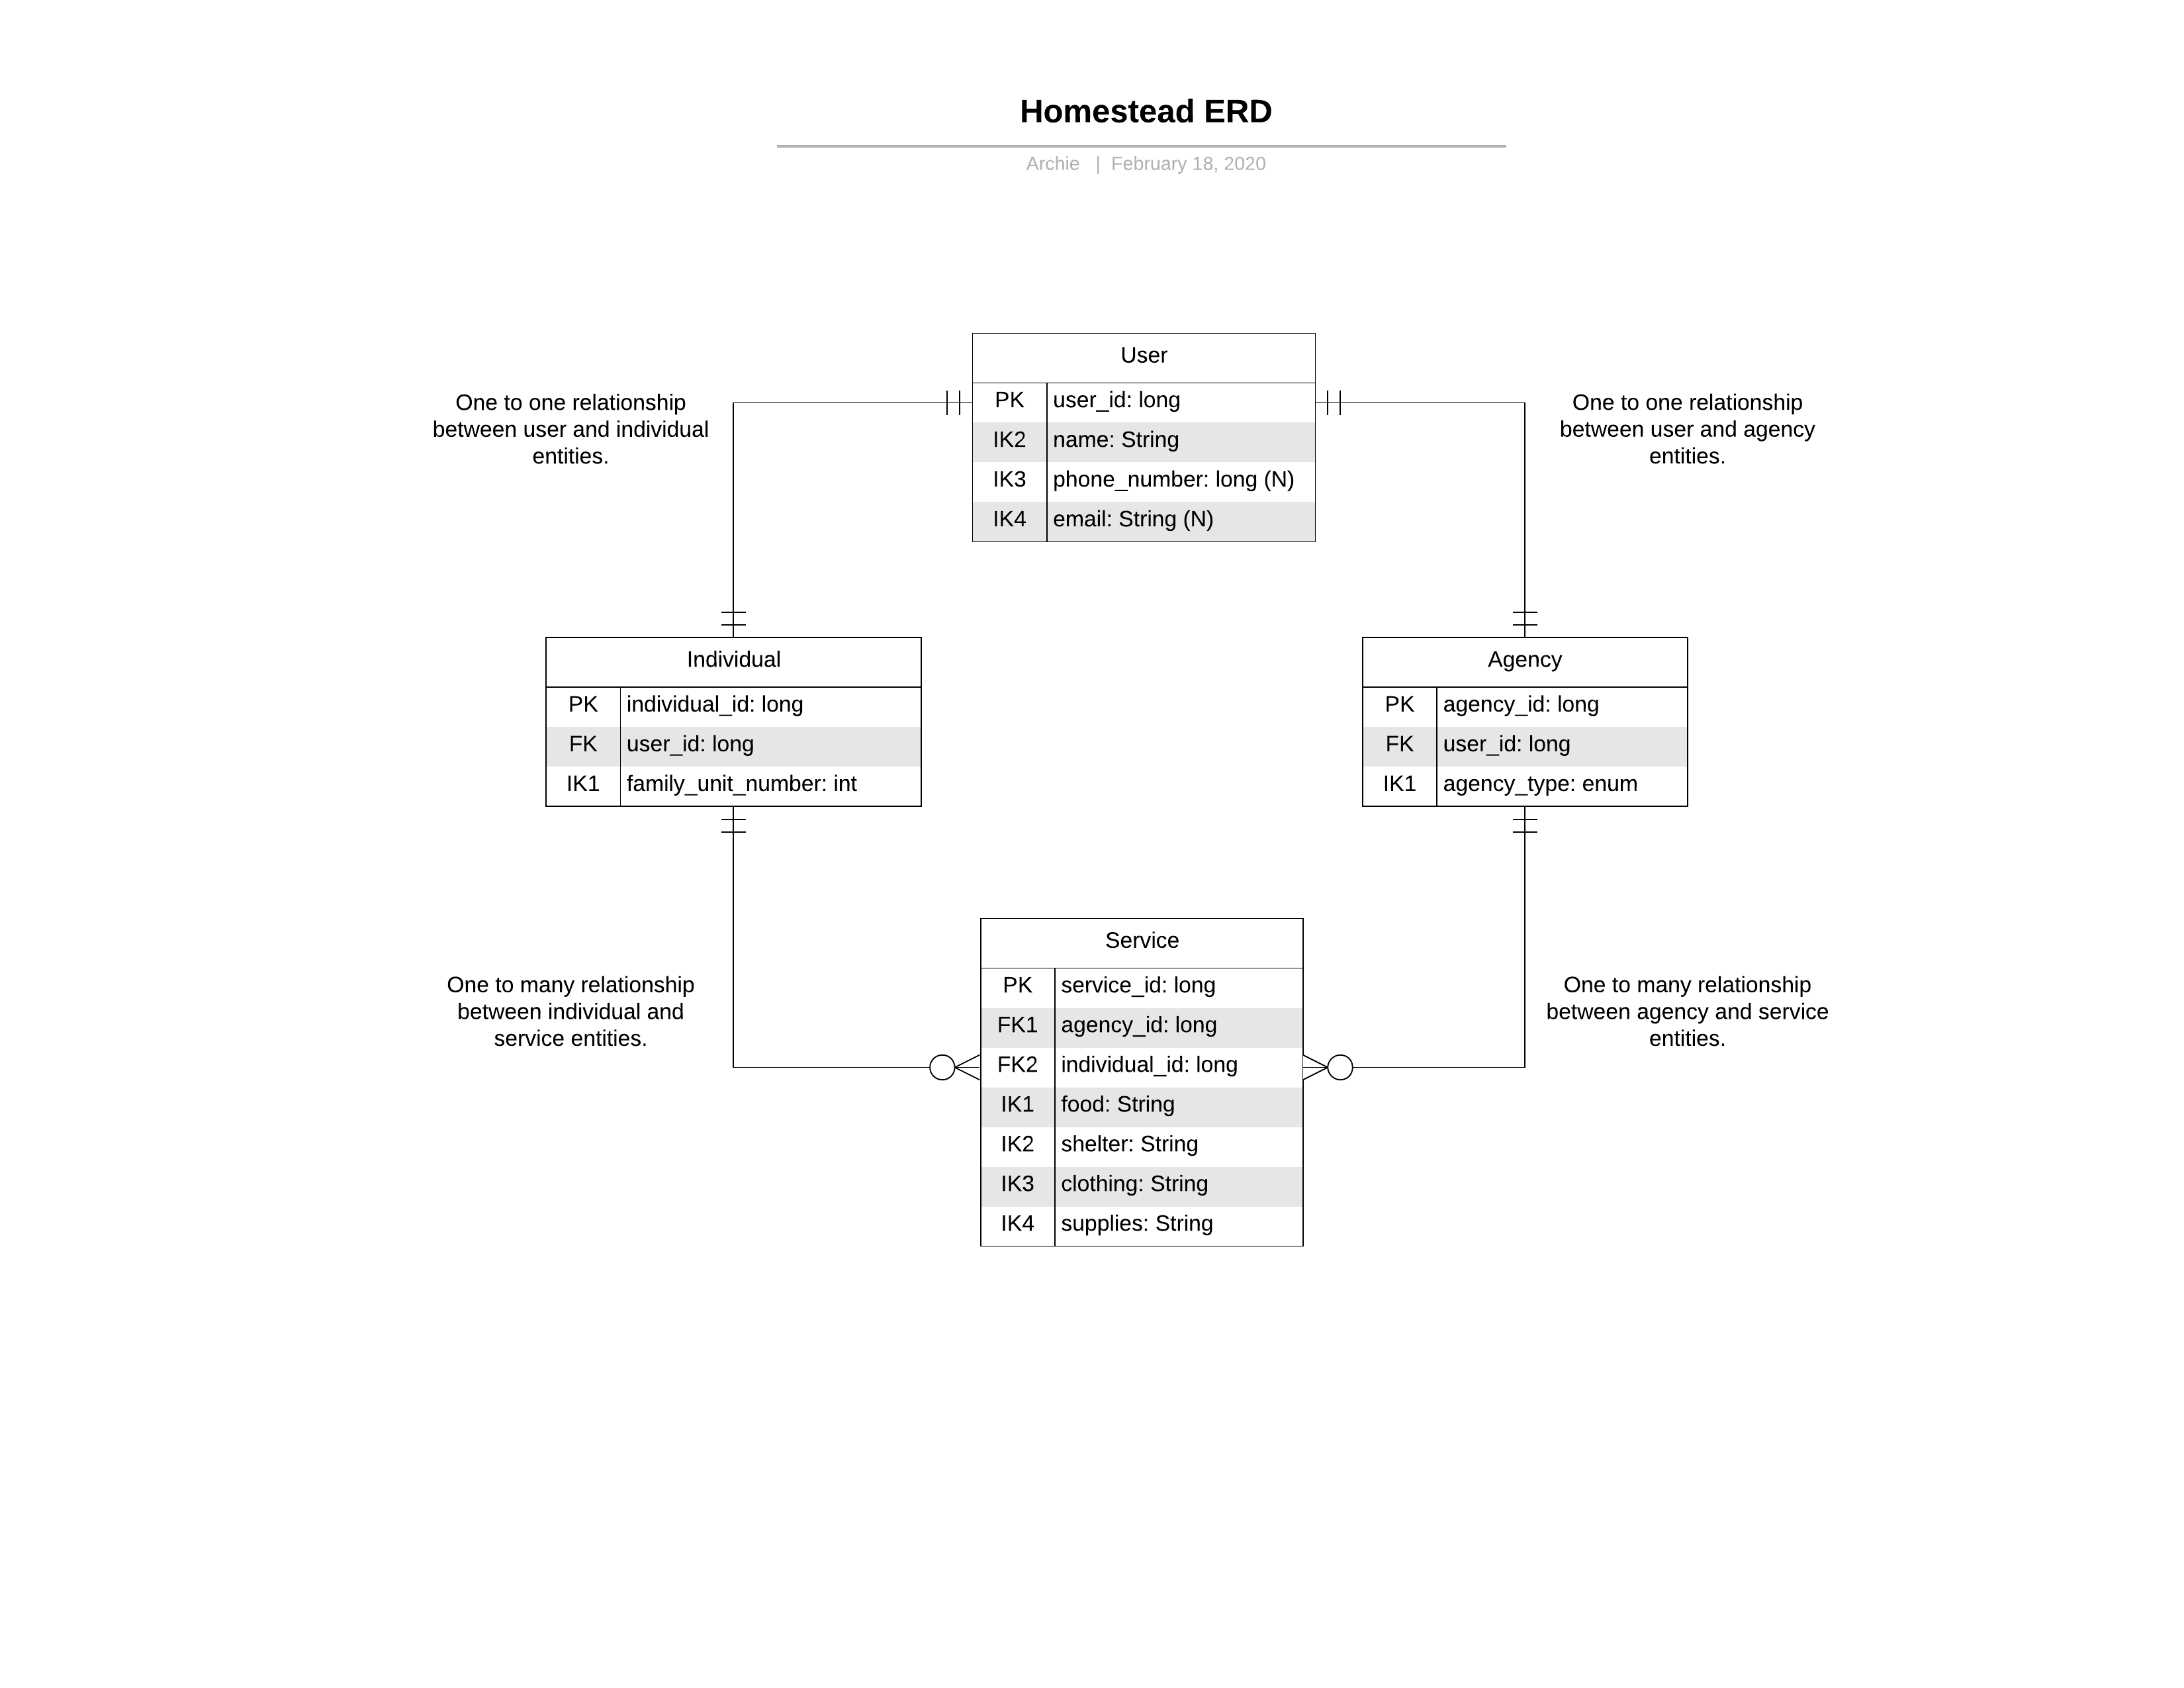 Homestead ERD
Archie | February 18, 2020
User
PK user_id: long
IK2 name: String
IK3 phone_number: long (N)
IK4 email: String (N)
One to one relationship
between user and individual
entities.
One to one relationship
between user and agency
entities.
Individual
PK individual_id: long
FK user_id: long
IK1 family_unit_number: int
Agency
PK agency_id: long
FK user_id: long
IK1 agency_type: enum
Service
PK service_id: long
FK1 agency_id: long
FK2 individual_id: long
IK1 food: String
IK2 shelter: String
IK3 clothing: String
IK4 supplies: String
One to many relationship
between individual and
service entities.
One to many relationship
between agency and service
entities.